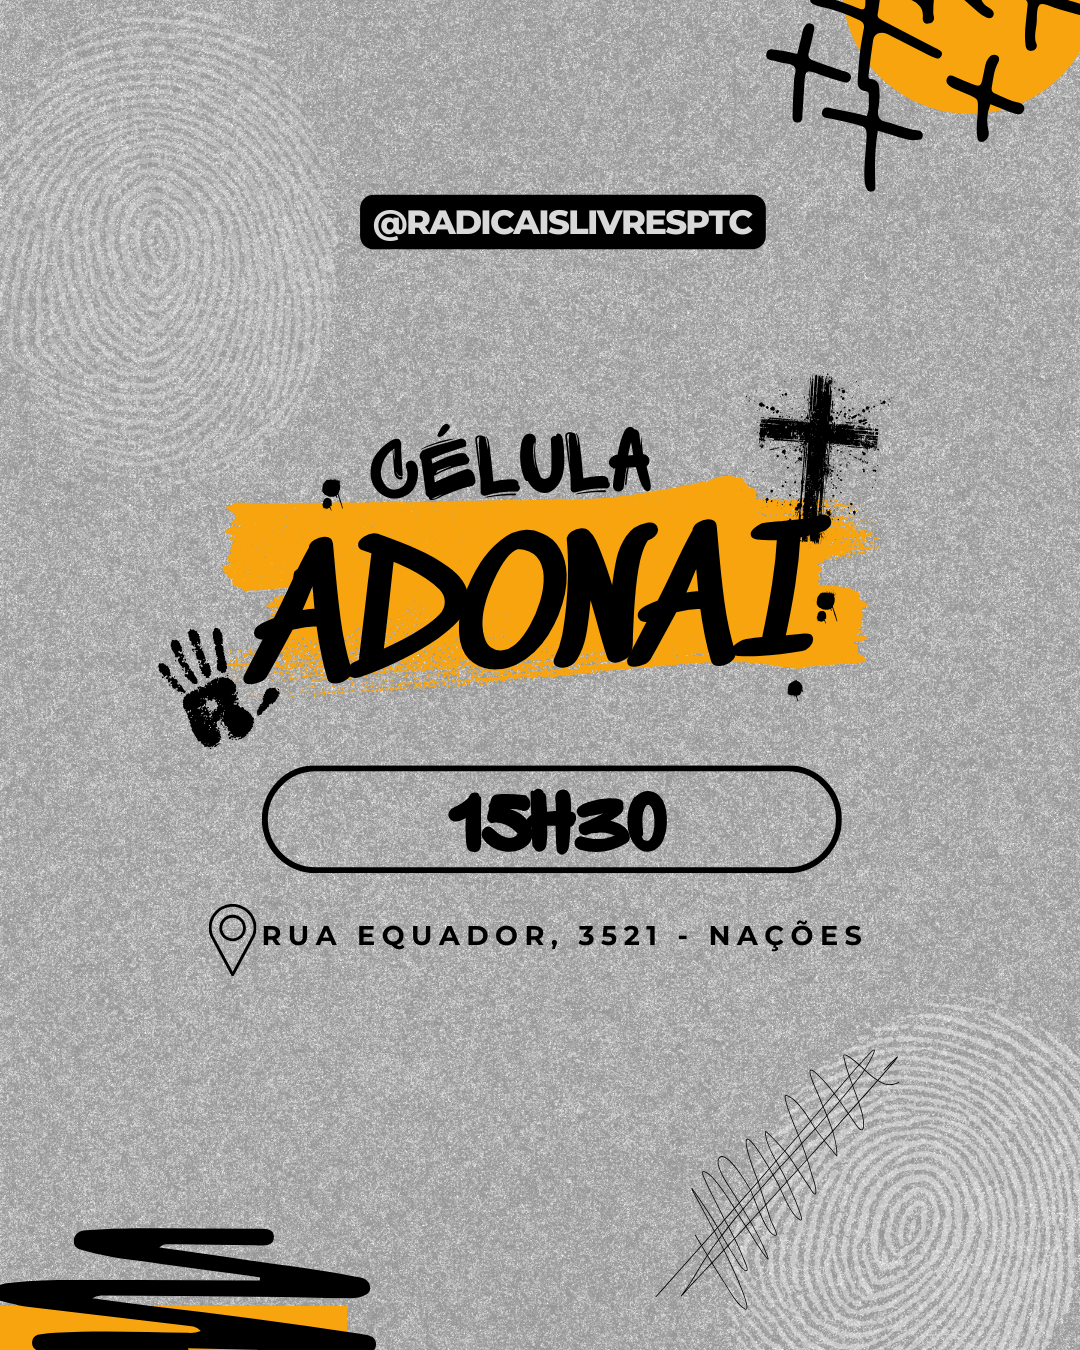 @RADICAISLIVRESPTC
CÉLULA
ADONAI
15H30
RUA EQUADOR, 3521 - NAÇÕES